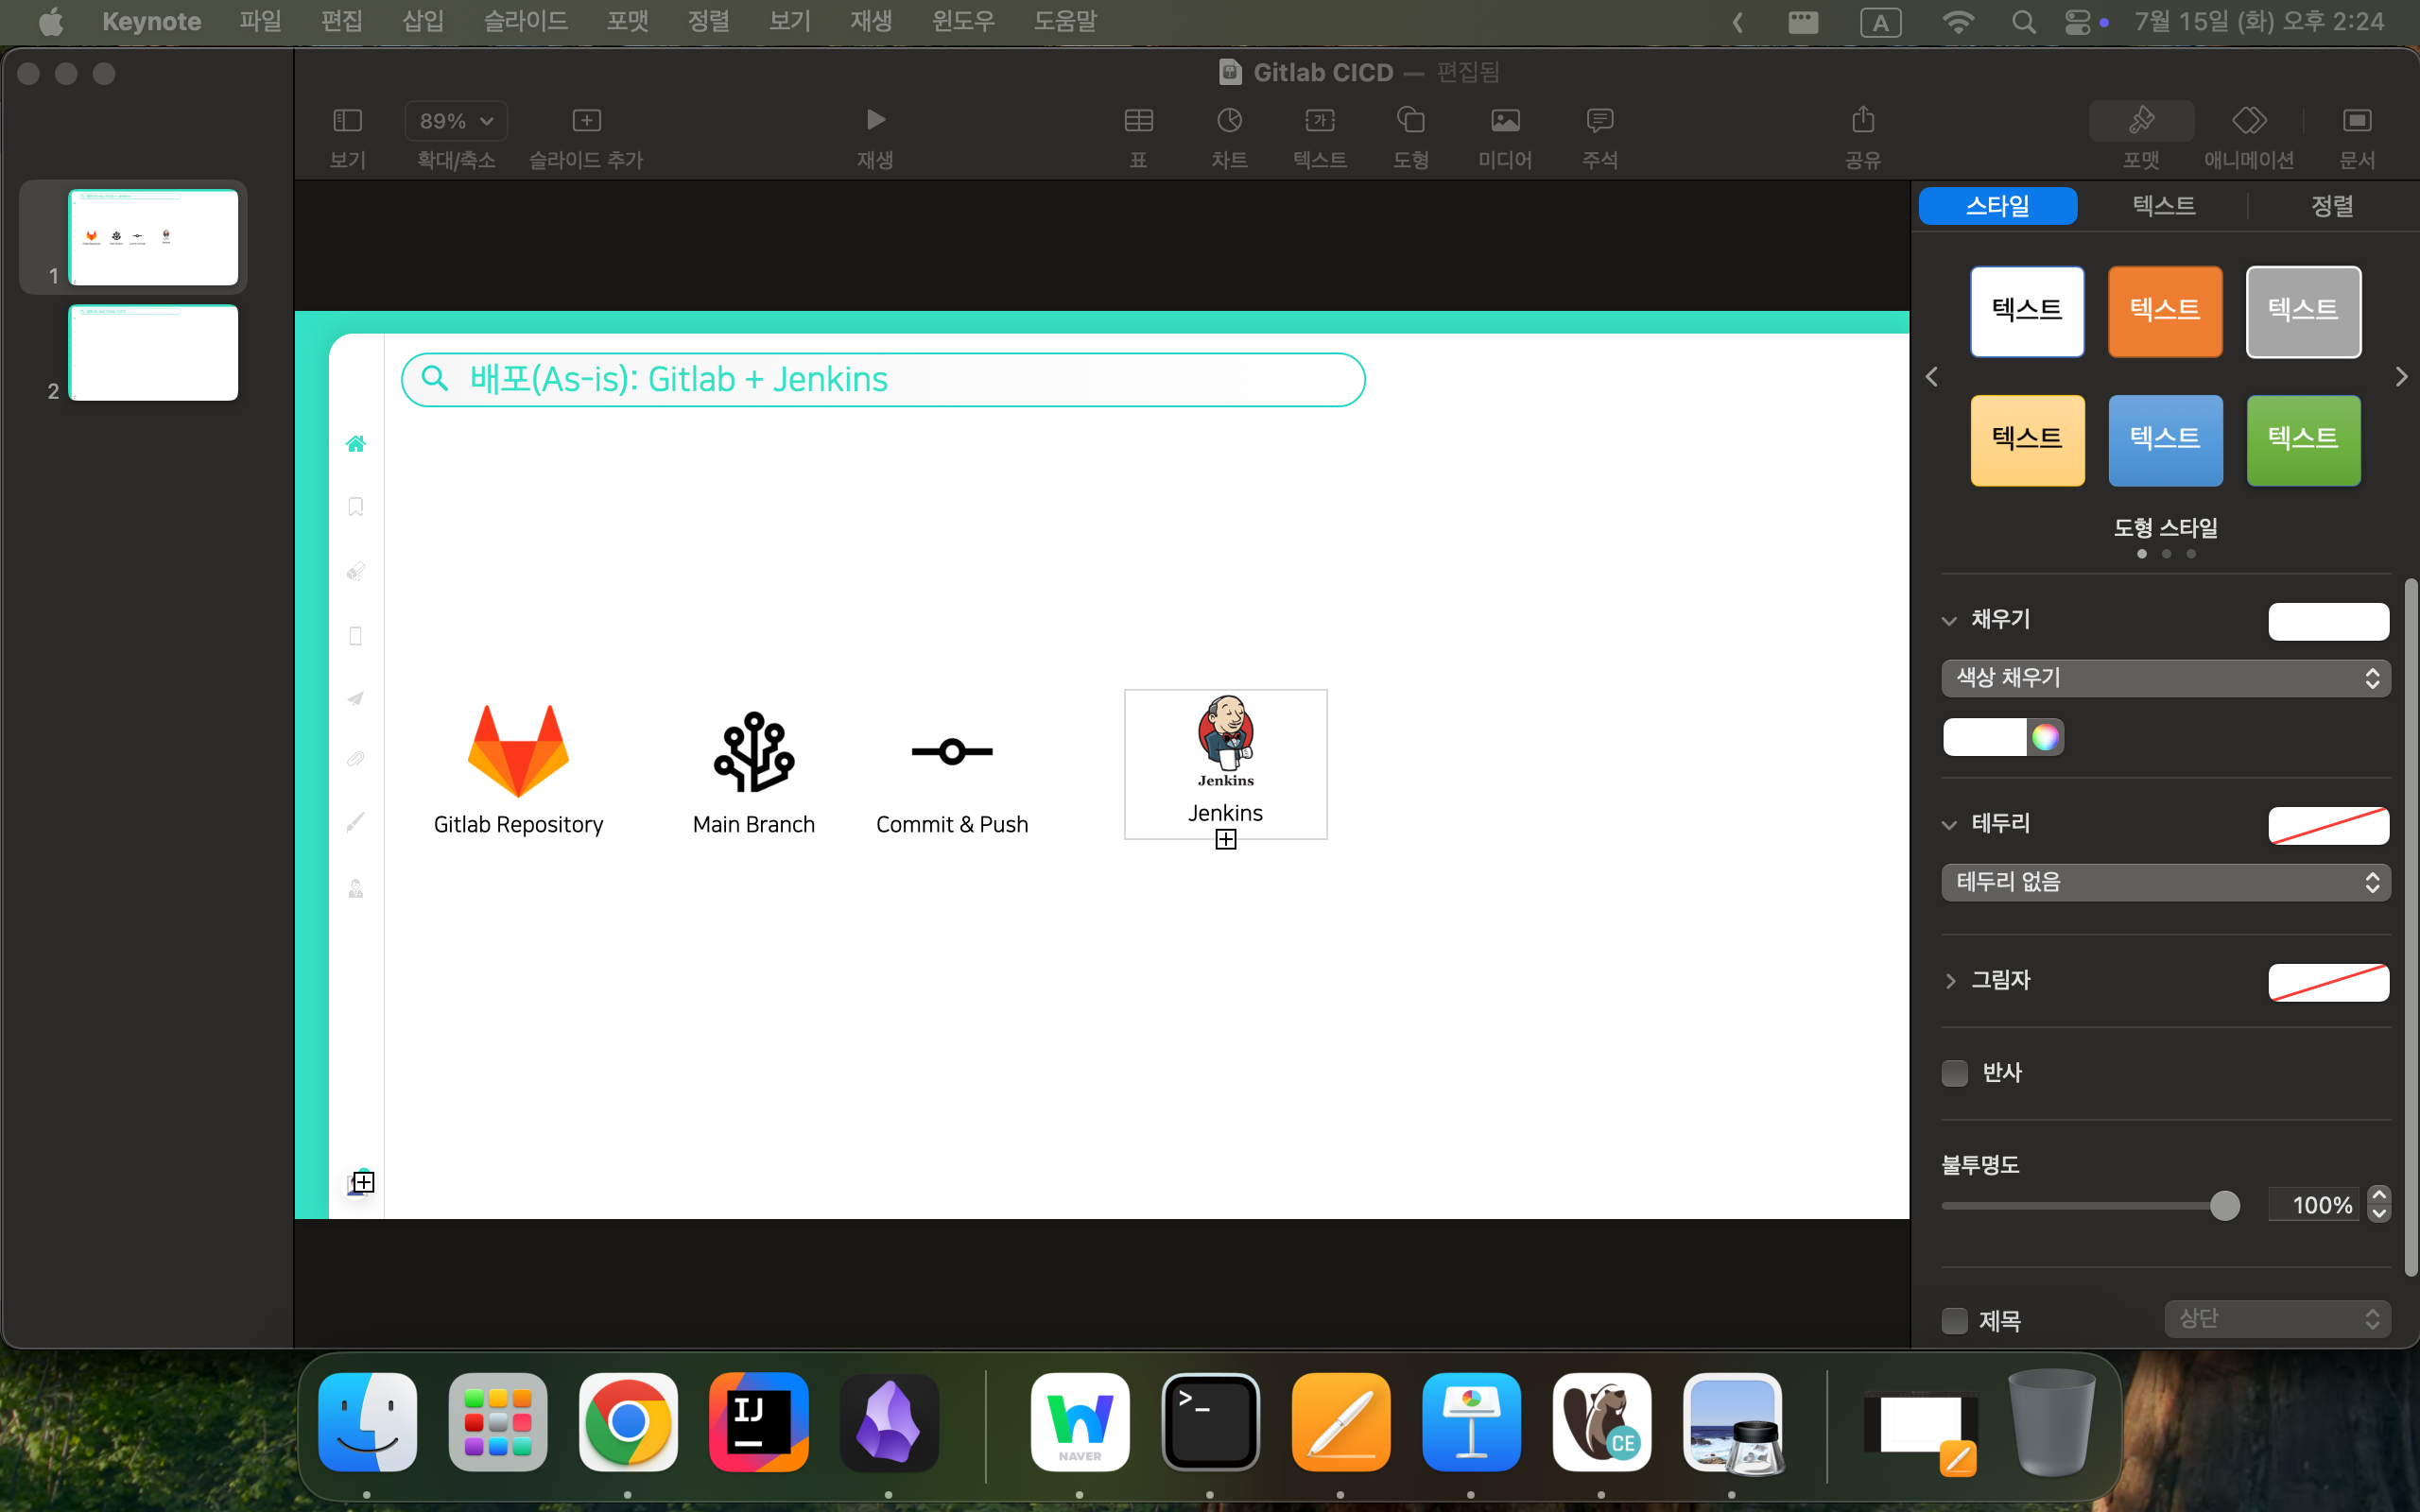 Keynote 파일 편집 삽입 슬라이드 포맷 정렬 보기 재생 윈도우 도움말 A 7월 15일 (화) 오후 2:24
Gitlab CICD — 편집됨
89%
보기 확대/축소 슬라이드 추가 재생 표 차트 텍스트 도형 미디어 주석 공유 포맷 애니메이션 문서
1
2
배포(As-is): Gitlab + Jenkins
Jenkins
Gitlab Repository
Main Branch
Commit & Push
Jenkins
스타일 텍스트 정렬
텍스트 텍스트 텍스트
텍스트 텍스트 텍스트
도형 스타일
채우기
색상 채우기
테두리
테두리 없음
그림자
반사
불투명도
100%
제목 상단
IJ
NAVER
>_
CE